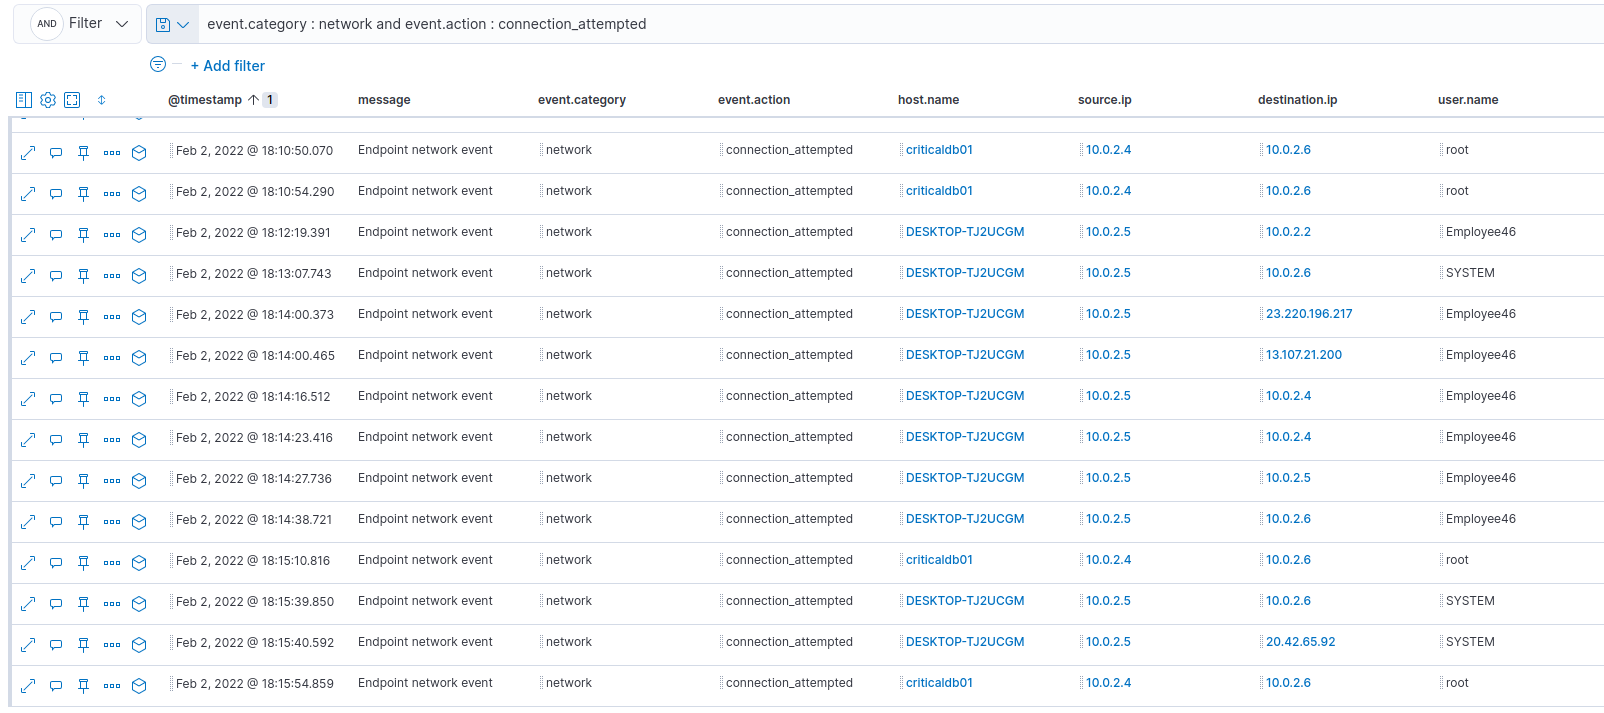 AND Filter event.category : network and event.action : connection_attempted
+ Add filter
@timestamp 1 message event.category event.action host.name source.ip destination.ip user.name
Feb 2, 2022 @ 18:10:50.070 Endpoint network event network connection_attempted criticaldb01 10.0.2.4 10.0.2.6 root
Feb 2, 2022 @ 18:10:54.290 Endpoint network event network connection_attempted criticaldb01 10.0.2.4 10.0.2.6 root
Feb 2, 2022 @ 18:12:19.391 Endpoint network event network connection_attempted DESKTOP-TJ2UCGM 10.0.2.5 10.0.2.2 Employee46
Feb 2, 2022 @ 18:13:07.743 Endpoint network event network connection_attempted DESKTOP-TJ2UCGM 10.0.2.5 10.0.2.6 SYSTEM
Feb 2, 2022 @ 18:14:00.373 Endpoint network event network connection_attempted DESKTOP-TJ2UCGM 10.0.2.5 23.220.196.217 Employee46
Feb 2, 2022 @ 18:14:00.465 Endpoint network event network connection_attempted DESKTOP-TJ2UCGM 10.0.2.5 13.107.21.200 Employee46
Feb 2, 2022 @ 18:14:16.512 Endpoint network event network connection_attempted DESKTOP-TJ2UCGM 10.0.2.5 10.0.2.4 Employee46
Feb 2, 2022 @ 18:14:23.416 Endpoint network event network connection_attempted DESKTOP-TJ2UCGM 10.0.2.5 10.0.2.4 Employee46
Feb 2, 2022 @ 18:14:27.736 Endpoint network event network connection_attempted DESKTOP-TJ2UCGM 10.0.2.5 10.0.2.5 Employee46
Feb 2, 2022 @ 18:14:38.721 Endpoint network event network connection_attempted DESKTOP-TJ2UCGM 10.0.2.5 10.0.2.6 Employee46
Feb 2, 2022 @ 18:15:10.816 Endpoint network event network connection_attempted criticaldb01 10.0.2.4 10.0.2.6 root
Feb 2, 2022 @ 18:15:39.850 Endpoint network event network connection_attempted DESKTOP-TJ2UCGM 10.0.2.5 10.0.2.6 SYSTEM
Feb 2, 2022 @ 18:15:40.592 Endpoint network event network connection_attempted DESKTOP-TJ2UCGM 10.0.2.5 20.42.65.92 SYSTEM
Feb 2, 2022 @ 18:15:54.859 Endpoint network event network connection_attempted criticaldb01 10.0.2.4 10.0.2.6 root